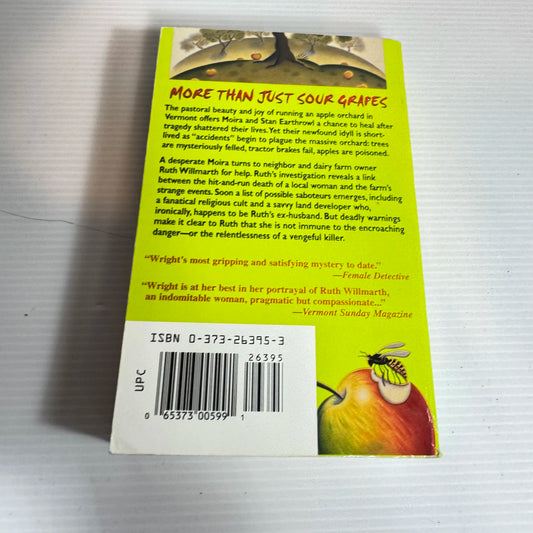 MORE THAN JUST SOUR GRAPES
The pastoral beauty and joy of running an apple orchard in
Vermont offers Moira and Stan Earthrowl a chance to heal after
tragedy shattered their lives. Yet their newfound idyll is short-
lived as "accidents" begin to plague the massive orchard: trees
are mysteriously felled, tractor brakes fail, apples are poisoned.
A desperate Moira turns to neighbor and dairy farm owner
Ruth Willmarth for help. Ruth's investigation reveals a link
between the hit-and-run death of a local woman and the farm's
strange events. Soon a list of possible saboteurs emerges, including
a fanatical religious cult and a savvy land developer who,
ironically, happens to be Ruth's ex-husband. But deadly warnings
make it clear to Ruth that she is not immune to the encroaching
danger—or the relentlessness of a vengeful killer.
"Wright's most gripping and satisfying mystery to date."
—Female Detective
"Wright is at her best in her portrayal of Ruth Willmarth,
an indomitable woman, pragmatic but compassionate..."
—Vermont Sunday Magazine
ISBN 0-373-26395-3
26395
UPC
0 65373 00599 1